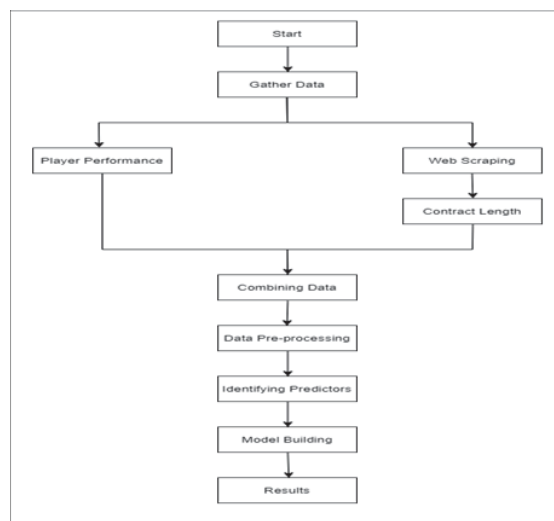 Start
Gather Data
Player Performance
Web Scraping
Contract Length
Combining Data
Data Pre-processing
Identifying Predictors
Model Building
Results